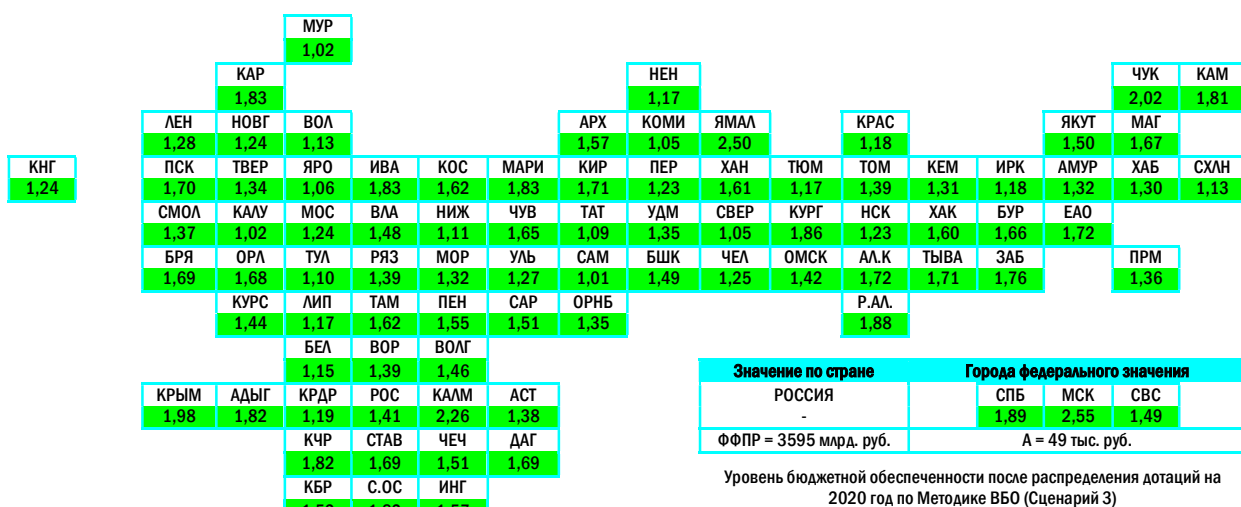 МУР
1,02
КАР НЕН ЧУК КАМ
1,83 1,17 2,02 1,81
ЛЕН НОВГ ВОЛ АРХ КОМИ ЯМАЛ КРАС ЯКУТ МАГ
1,28 1,24 1,13 1,57 1,05 2,50 1,18 1,50 1,67
КНГ ПСК ТВЕР ЯРО ИВА КОС МАРИ КИР ПЕР ХАН ТЮМ ТОМ КЕМ ИРК АМУР ХАБ СХЛН
1,24 1,70 1,34 1,06 1,83 1,62 1,83 1,71 1,23 1,61 1,17 1,39 1,31 1,18 1,32 1,30 1,13
СМОЛ КАЛУ МОС ВЛА НИЖ ЧУВ ТАТ УДМ СВЕР КУРГ НСК ХАК БУР ЕАО
1,37 1,02 1,24 1,48 1,11 1,65 1,09 1,35 1,05 1,86 1,23 1,60 1,66 1,72
БРЯ ОРЛ ТУЛ РЯЗ МОР УЛЬ САМ БШК ЧЕЛ ОМСК АЛ.К ТЫВА ЗАБ ПРМ
1,69 1,68 1,10 1,39 1,32 1,27 1,01 1,49 1,25 1,42 1,72 1,71 1,76 1,36
КУРС ЛИП ТАМ ПЕН САР ОРНБ Р.АЛ.
1,44 1,17 1,62 1,55 1,51 1,35 1,88
БЕЛ ВОР ВОЛГ
1,15 1,39 1,46
Значение по стране Города федерального значения
КРЫМ АДЫГ КРДР РОС КАЛМ АСТ РОССИЯ СПБ МСК СВС
1,98 1,82 1,19 1,41 2,26 1,38 - 1,89 2,55 1,49
КЧР СТАВ ЧЕЧ ДАГ ФФПР = 3595 млрд. руб. А = 49 тыс. руб.
1,82 1,69 1,51 1,69
КБР С.ОС ИНГ
Уровень бюджетной обеспеченности после распределения дотаций на
2020 год по Методике ВБО (Сценарий 3)